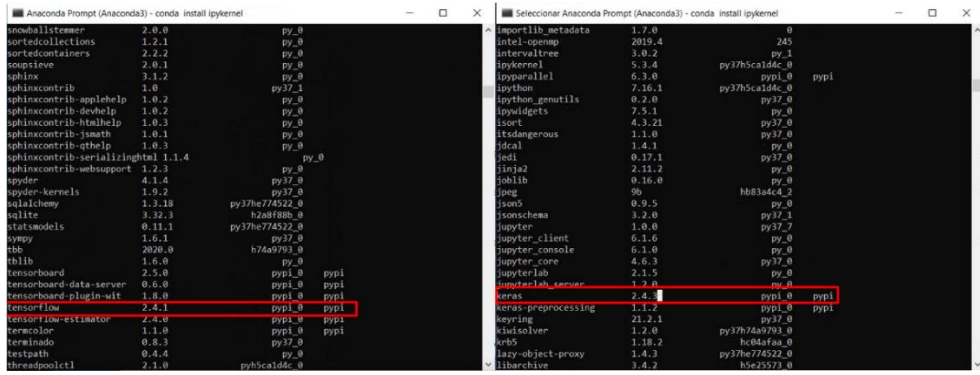 Anaconda Prompt (Anaconda3) - conda install ipykernel
snowballstemmer 2.0.0 py_0
sortedcollections 1.2.1 py_0
sortedcontainers 2.2.2 py_0
soupsieve 2.0.1 py_0
sphinx 3.1.2 py_0
sphinxcontrib 1.0 py37_1
sphinxcontrib-applehelp 1.0.2 py_0
sphinxcontrib-devhelp 1.0.2 py_0
sphinxcontrib-htmlhelp 1.0.3 py_0
sphinxcontrib-jsmath 1.0.1 py_0
sphinxcontrib-qthelp 1.0.3 py_0
sphinxcontrib-serializinghtml 1.1.4 py_0
sphinxcontrib-websupport 1.2.3 py_0
spyder 4.1.4 py37_0
spyder-kernels 1.9.2 py37_0
sqlalchemy 1.3.18 py37he774522_0
sqlite 3.32.3 h2a8f88b_0
statsmodels 0.11.1 py37he774522_0
sympy 1.6.1 py37_0
tbb 2020.0 h74a9793_0
tblib 1.6.0 py_0
tensorboard 2.5.0 pypi_0 pypi
tensorboard-data-server 0.6.0 pypi_0 pypi
tensorboard-plugin-wit 1.8.0 pypi_0 pypi
tensorflow 2.4.1 pypi_0 pypi
tensorflow-estimator 2.4.0 pypi_0 pypi
termcolor 1.1.0 pypi_0 pypi
terminado 0.8.3 py37_0
testpath 0.4.4 py_0
threadpoolctl 2.1.0 pyh5ca1d4c_0
Seleccionar Anaconda Prompt (Anaconda3) - conda install ipykernel
importlib_metadata 1.7.0 0
intel-openmp 2019.4 245
intervaltree 3.0.2 py_1
ipykernel 5.3.4 py37h5ca1d4c_0
ipyparallel 6.3.0 pypi_0 pypi
ipython 7.16.1 py37h5ca1d4c_0
ipython_genutils 0.2.0 py37_0
ipywidgets 7.5.1 py_0
isort 4.3.21 py37_0
itsdangerous 1.1.0 py37_0
jdcal 1.4.1 py_0
jedi 0.17.1 py37_0
jinja2 2.11.2 py_0
joblib 0.16.0 py_0
jpeg 9b hb83a4c4_2
json5 0.9.5 py_0
jsonschema 3.2.0 py37_1
jupyter 1.0.0 py37_7
jupyter_client 6.1.6 py_0
jupyter_console 6.1.0 py_0
jupyter_core 4.6.3 py37_0
jupyterlab 2.1.5 py_0
jupyterlab_server 1.2.0 py_0
keras 2.4.3 pypi_0 pypi
keras-preprocessing 1.1.2 pypi_0 pypi
keyring 21.2.1 py37_0
kiwisolver 1.2.0 py37h74a9793_0
krb5 1.18.2 hc04afaa_0
lazy-object-proxy 1.4.3 py37he774522_0
libarchive 3.4.2 h5e25573_0